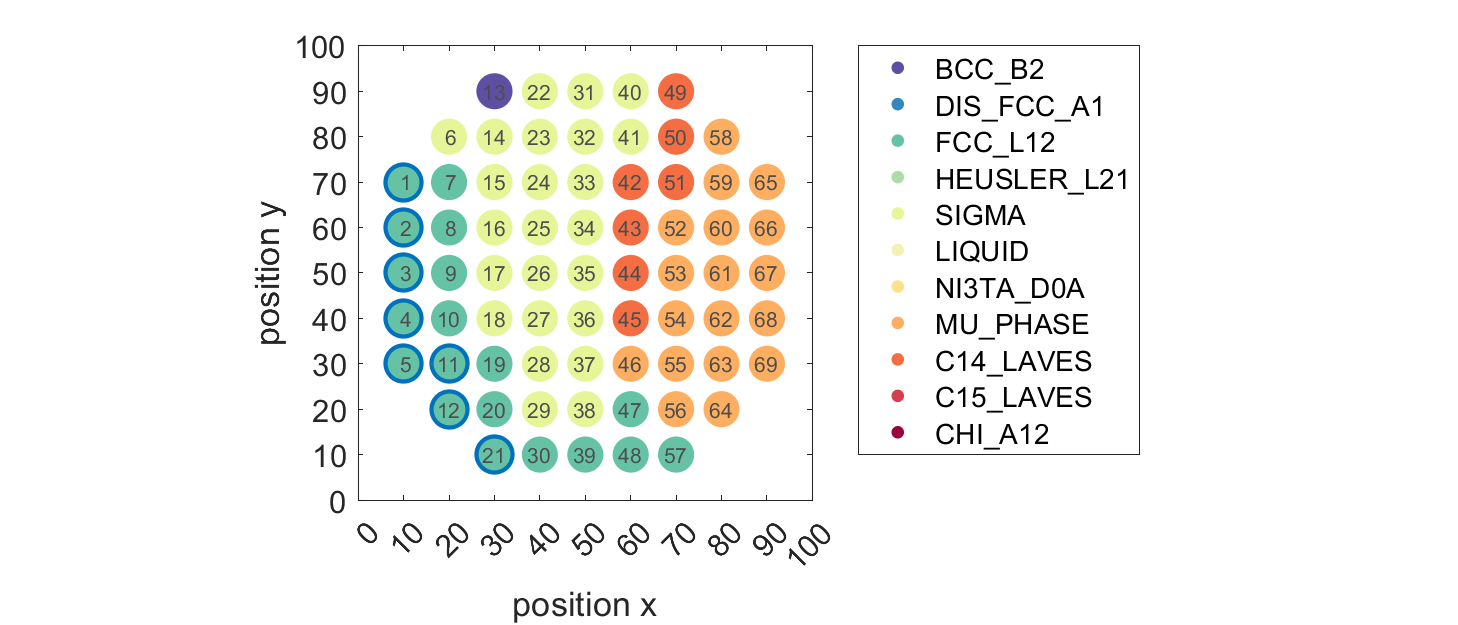 100
90 13 22 31 40 49
80 6 14 23 32 41 50 58
70 1 7 15 24 33 42 51 59 65
60 2 8 16 25 34 43 52 60 66
50 3 9 17 26 35 44 53 61 67
40 4 10 18 27 36 45 54 62 68
30 5 11 19 28 37 46 55 63 69
20 12 20 29 38 47 56 64
10 21 30 39 48 57
0
0 10 20 30 40 50 60 70 80 90 100
position x
position y
BCC_B2
DIS_FCC_A1
FCC_L12
HEUSLER_L21
SIGMA
LIQUID
NI3TA_D0A
MU_PHASE
C14_LAVES
C15_LAVES
CHI_A12